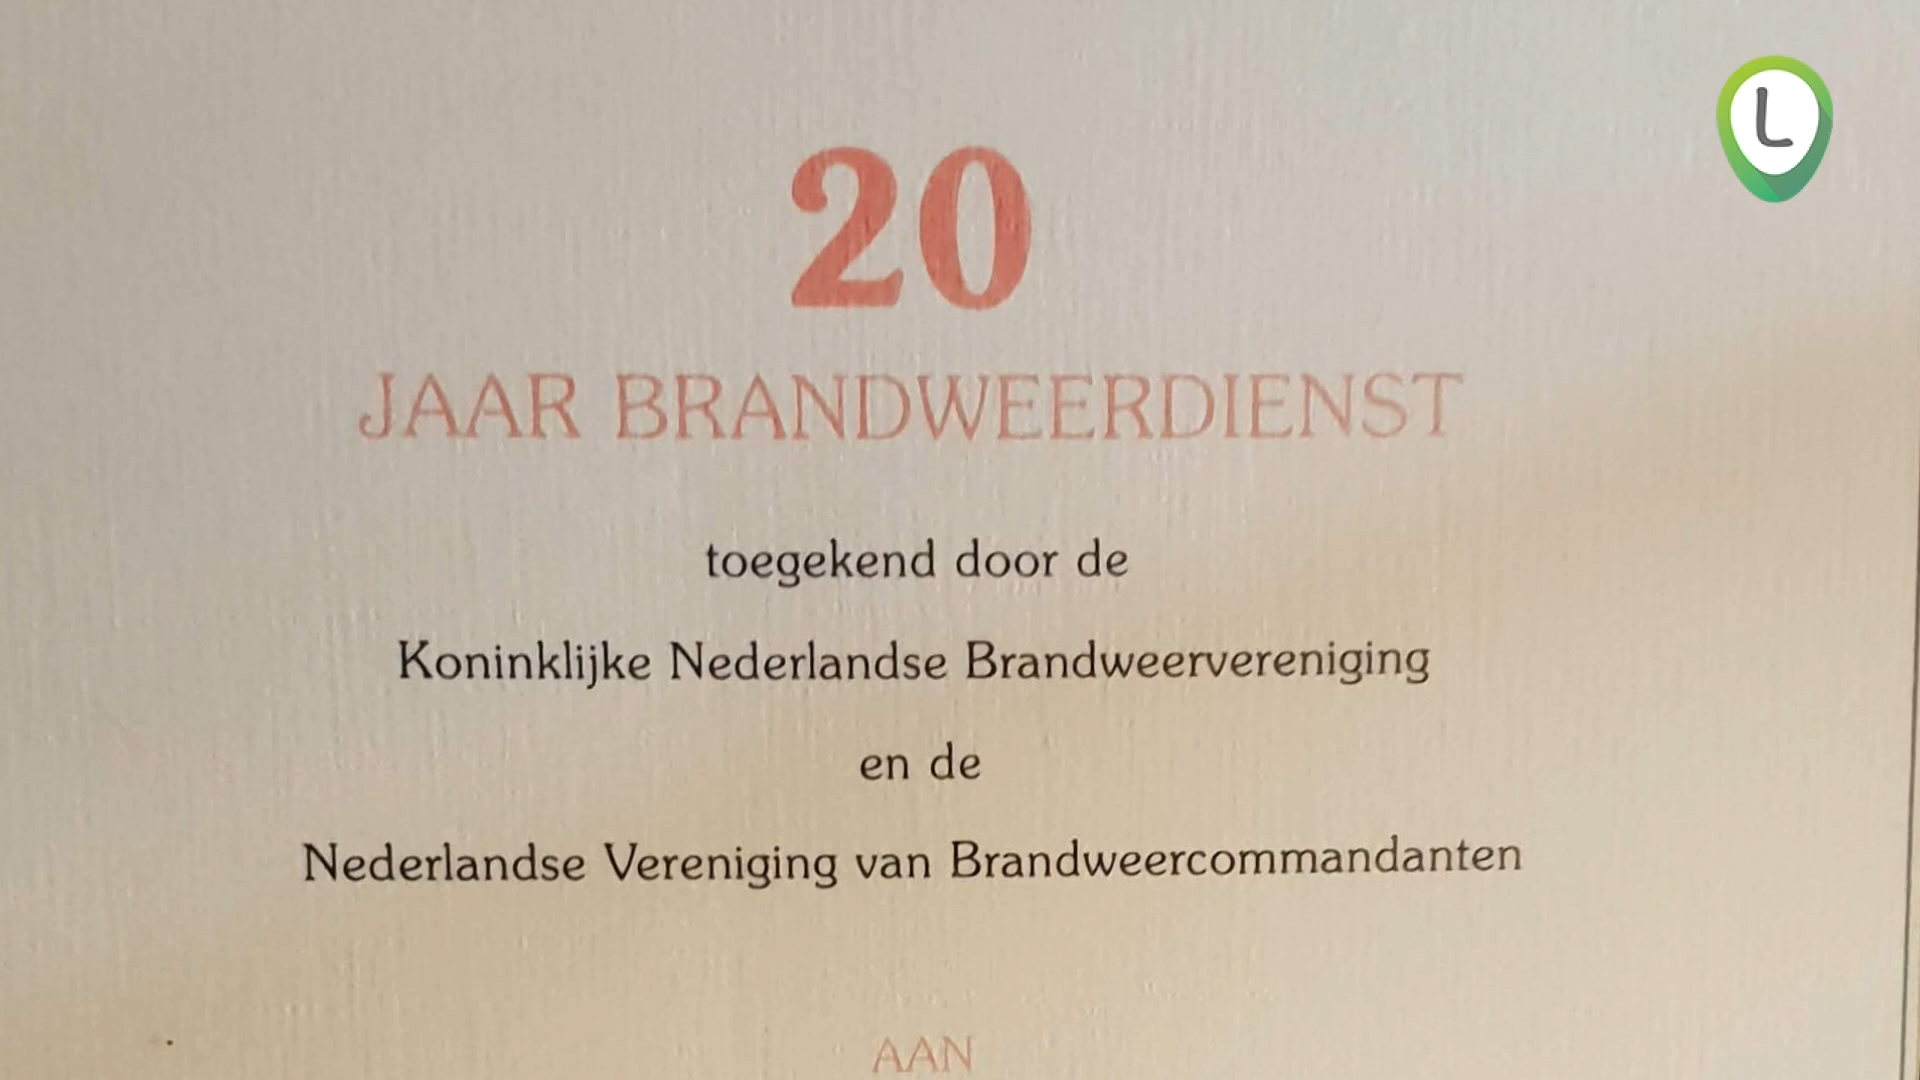 L
20
JAAR BRANDWEERDIENST
toegekend door de
Koninklijke Nederlandse Brandweervereniging
en de
Nederlandse Vereniging van Brandweercommandanten
AAN